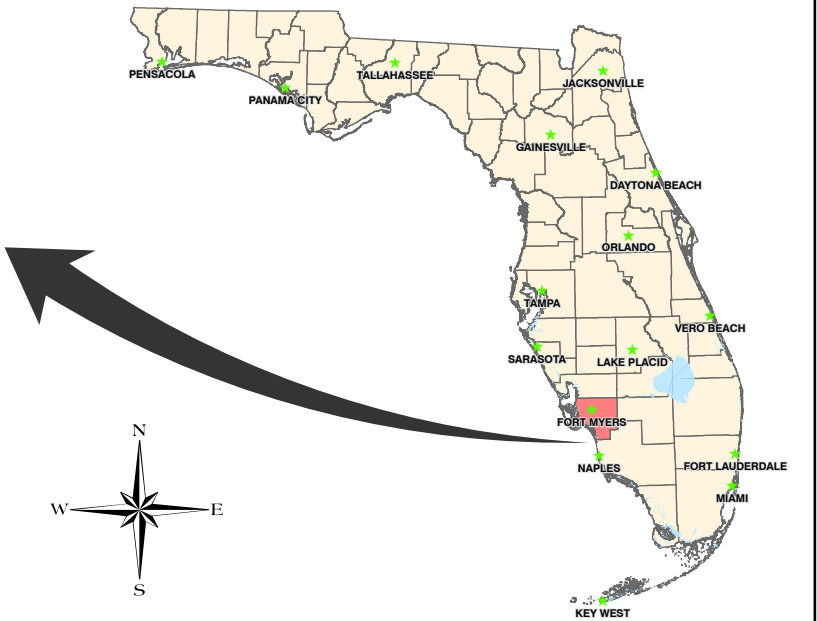 PENSACOLA
TALLAHASSEE
PANAMA CITY
JACKSONVILLE
GAINESVILLE
DAYTONA BEACH
ORLANDO
TAMPA
VERO BEACH
SARASOTA
LAKE PLACID
FORT MYERS
NAPLES
FORT LAUDERDALE
MIAMI
KEY WEST
N
W
E
S